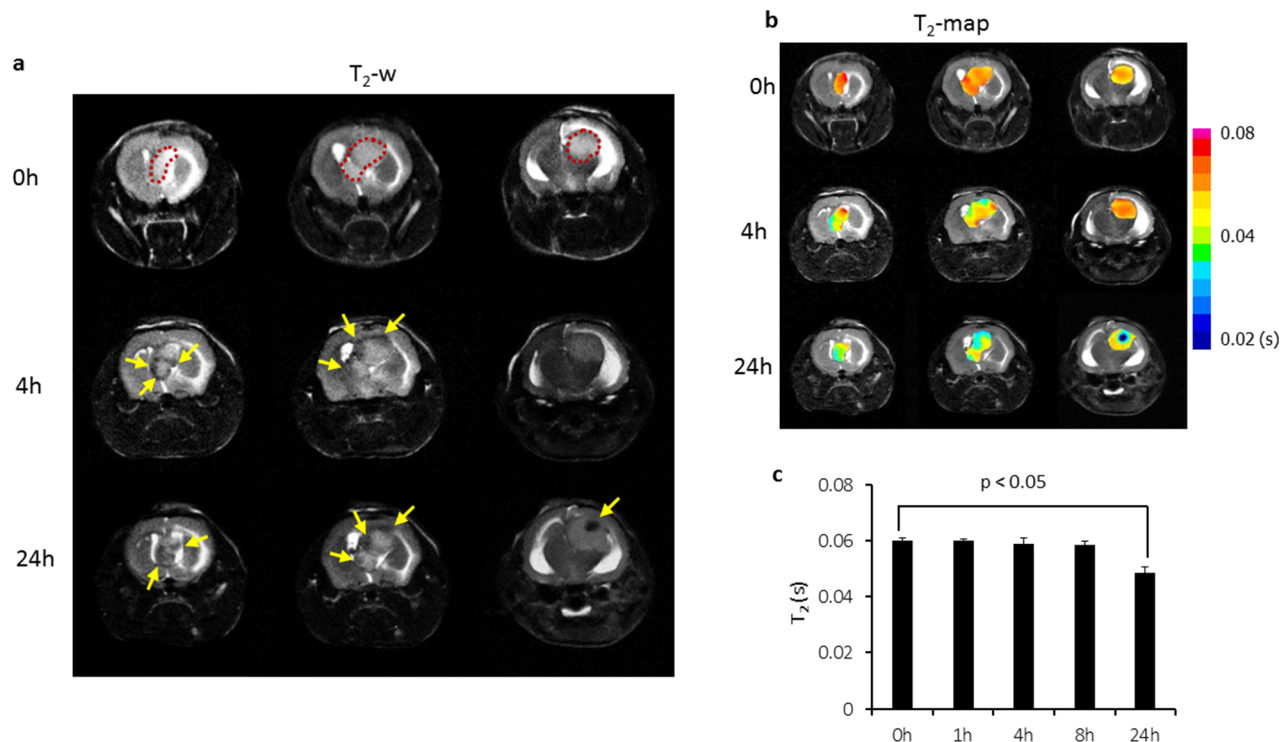 a
T₂-w
0h
4h
24h
b
T₂-map
0h
4h
24h
0.08
0.04
0.02 (s)
c
p < 0.05
T₂ (s)
0.08
0.06
0.04
0.02
0
0h 1h 4h 8h 24h